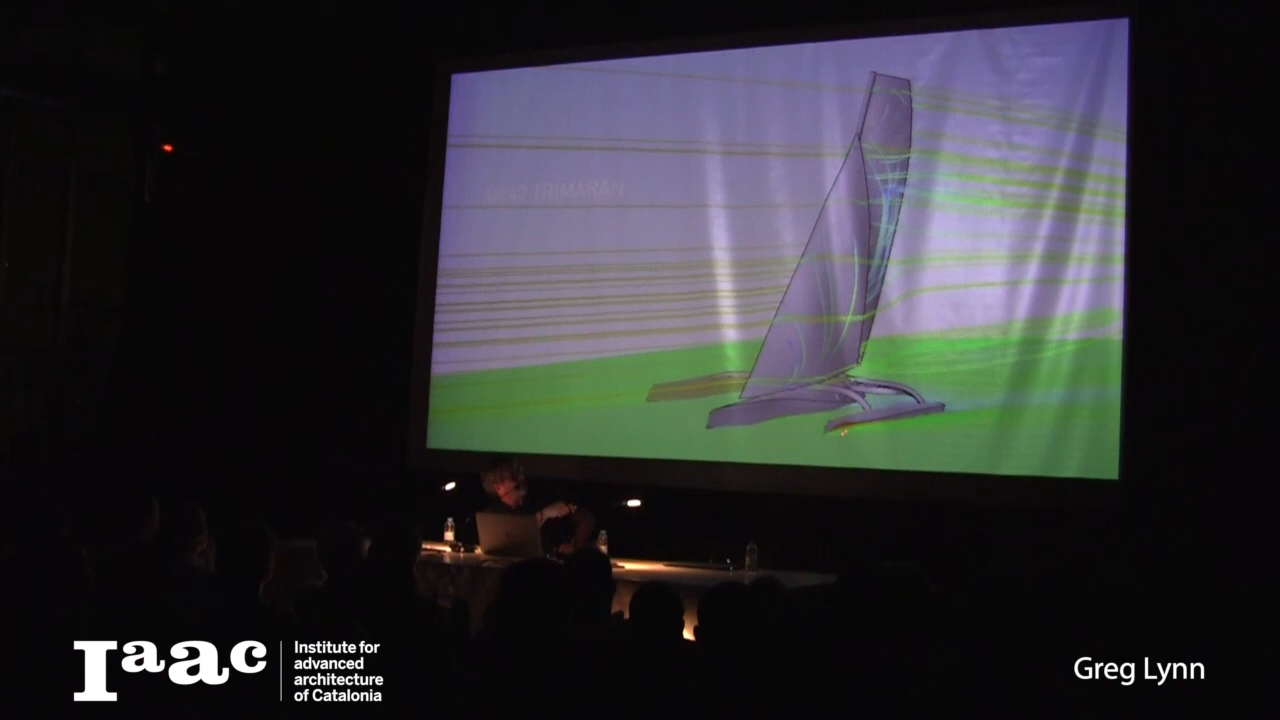 TRIMARAN
Iaac
Institute for
advanced
architecture
of Catalonia
Greg Lynn